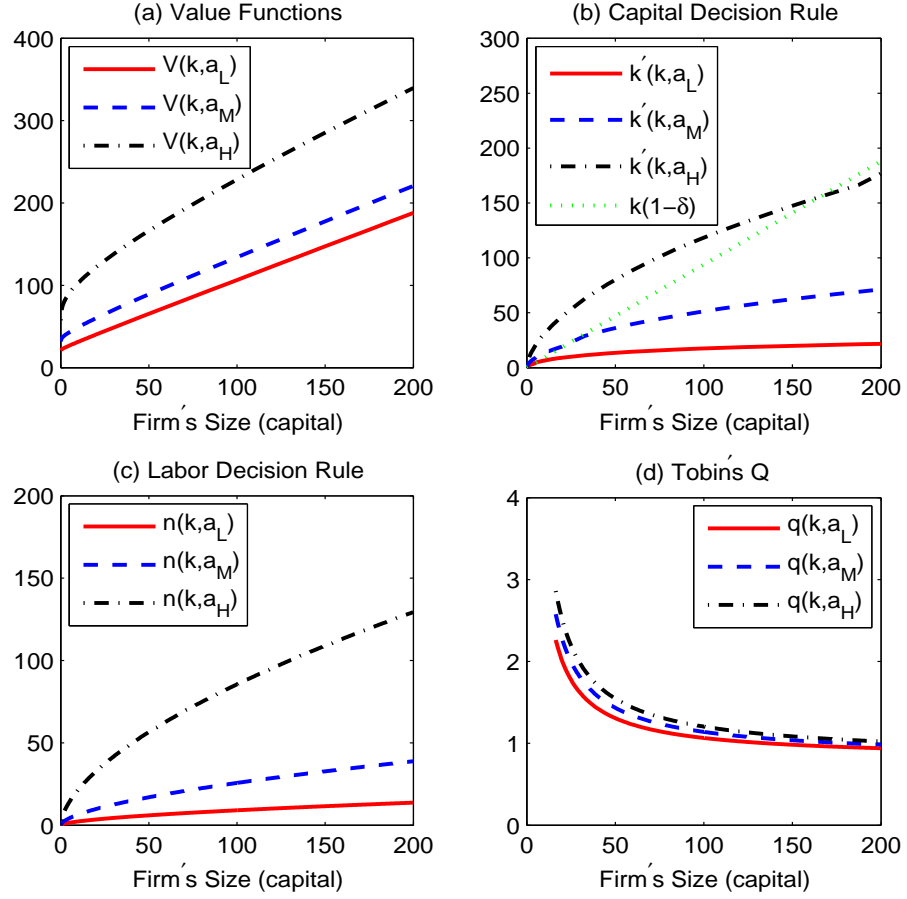 (a) Value Functions
400
300
200
100
0
V(k,a_L)
V(k,a_M)
V(k,a_H)
0 50 100 150 200
Firm′s Size (capital)
(b) Capital Decision Rule
300
250
200
150
100
50
0
k′(k,a_L)
k′(k,a_M)
k′(k,a_H)
k(1−δ)
0 50 100 150 200
Firm′s Size (capital)
(c) Labor Decision Rule
200
150
100
50
0
n(k,a_L)
n(k,a_M)
n(k,a_H)
0 50 100 150 200
Firm′s Size (capital)
(d) Tobin′s Q
4
3
2
1
0
q(k,a_L)
q(k,a_M)
q(k,a_H)
0 50 100 150 200
Firm′s Size (capital)